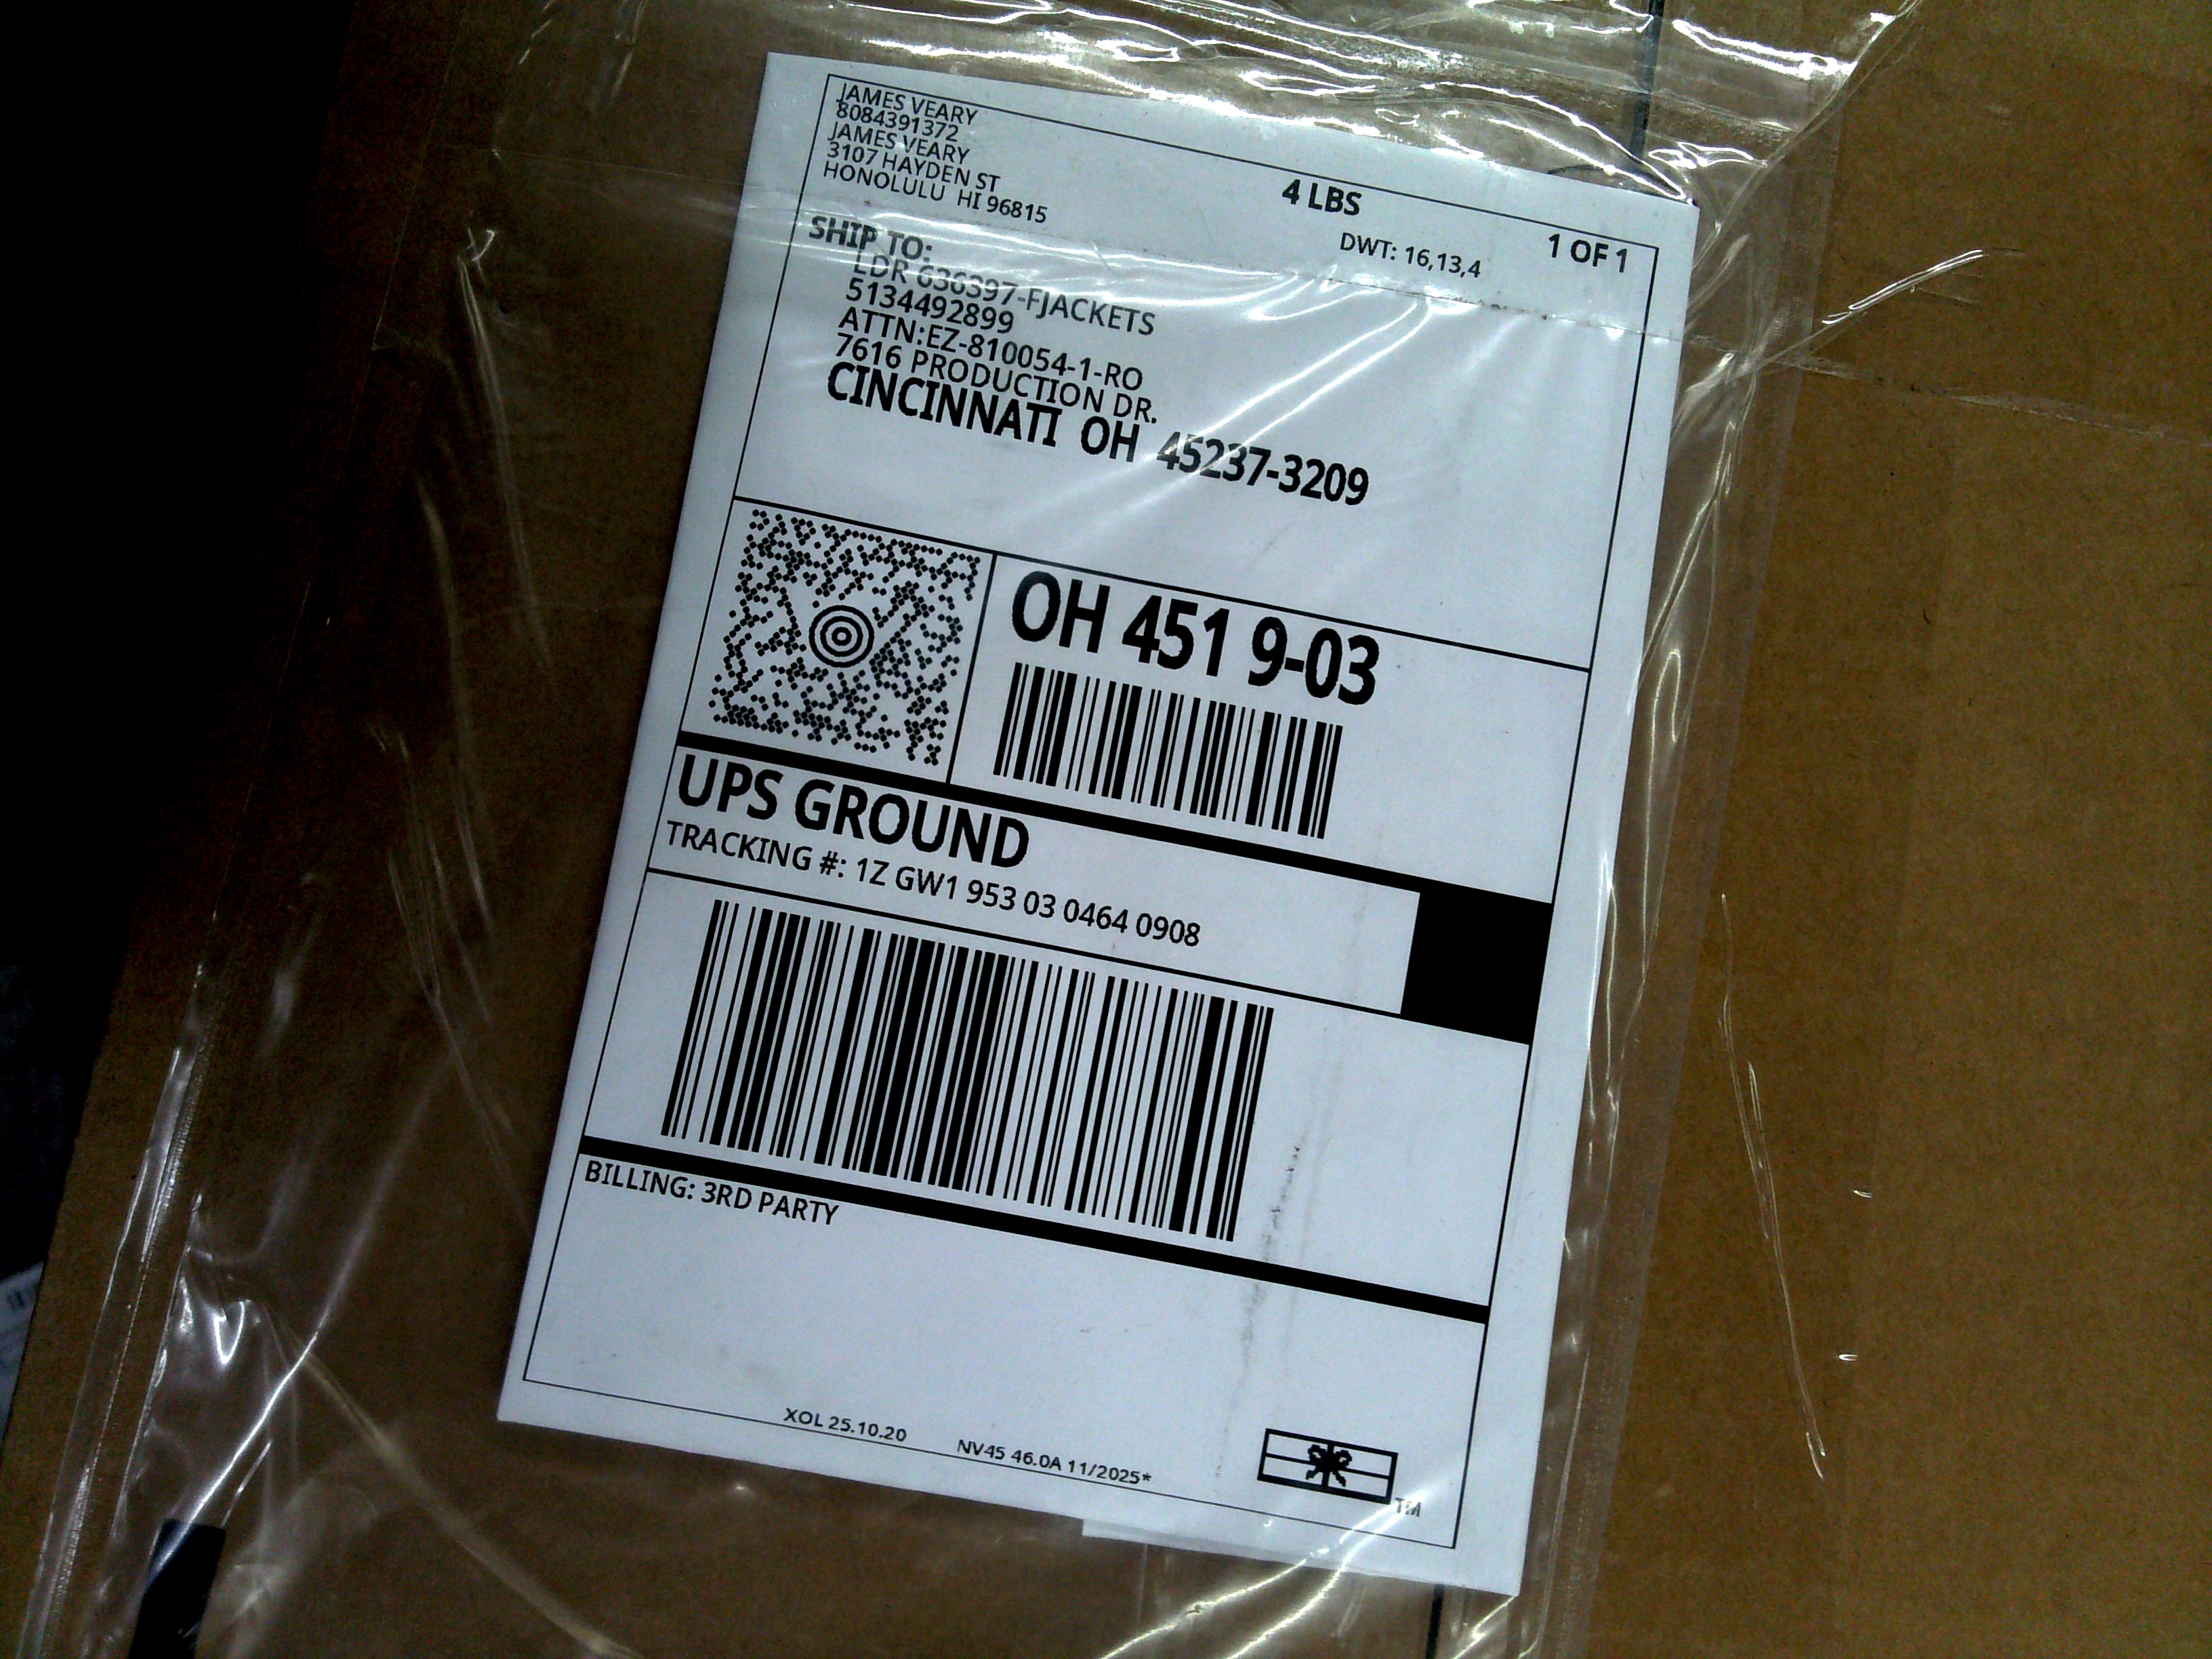 JAMES VEARY
8084391372
JAMES VEARY
3107 HAYDEN ST
HONOLULU HI 96815
4 LBS
1 OF 1
DWT: 16,13,4
SHIP TO:
LDR 636397-FJACKETS
5134492899
ATTN:EZ-810054-1-RO
7616 PRODUCTION DR.
CINCINNATI OH 45237-3209
OH 451 9-03
UPS GROUND
TRACKING #: 1Z GW1 953 03 0464 0908
BILLING: 3RD PARTY
XOL 25.10.20 NV45 46.0A 11/2025*
TM